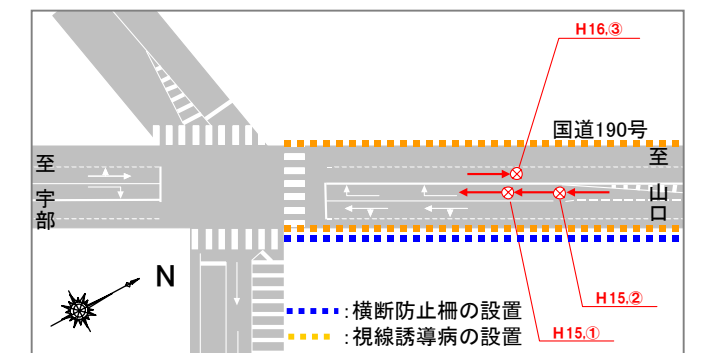 H16.③
国道190号
至
宇
部
至
山
口
N
H15.②
H15.①
:横断防止柵の設置
:視線誘導病の設置